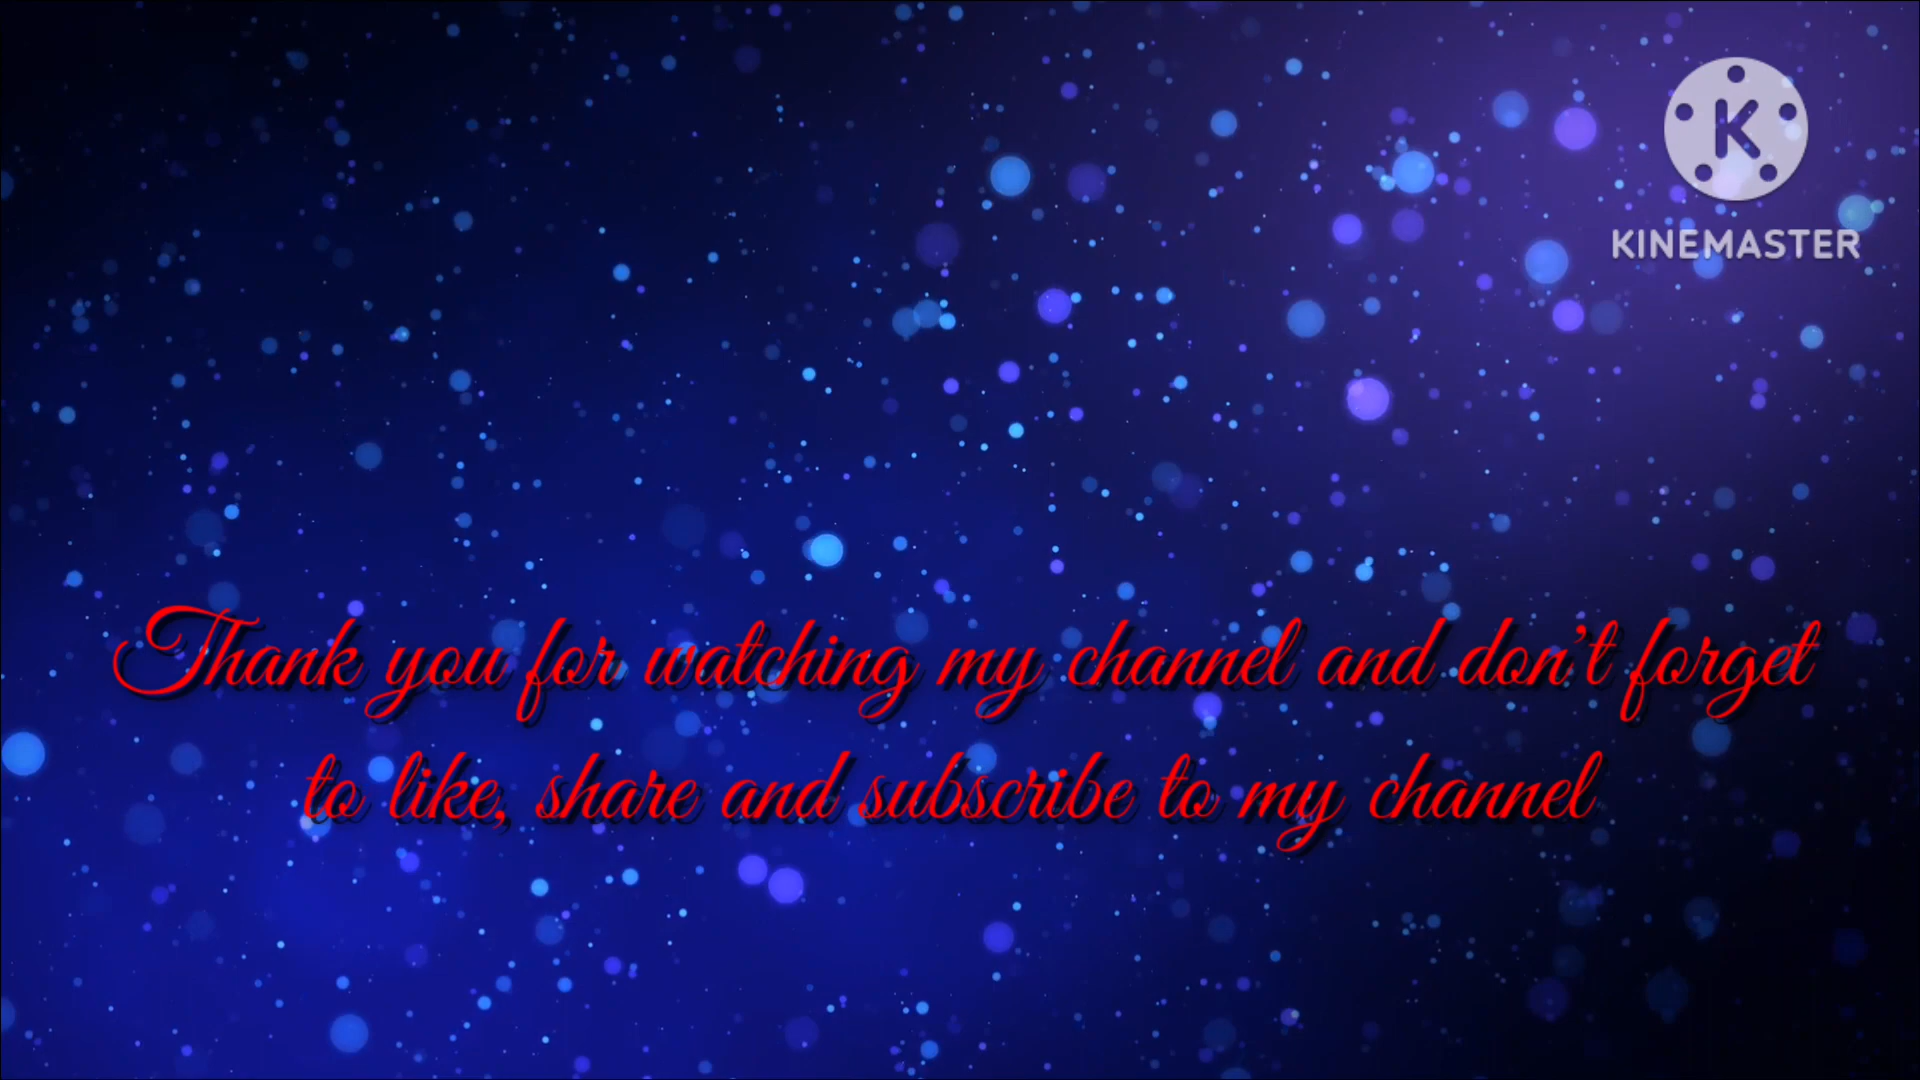 K
KINEMASTER
Thank you for watching my channel and don't forget
to like, share and subscribe to my channel